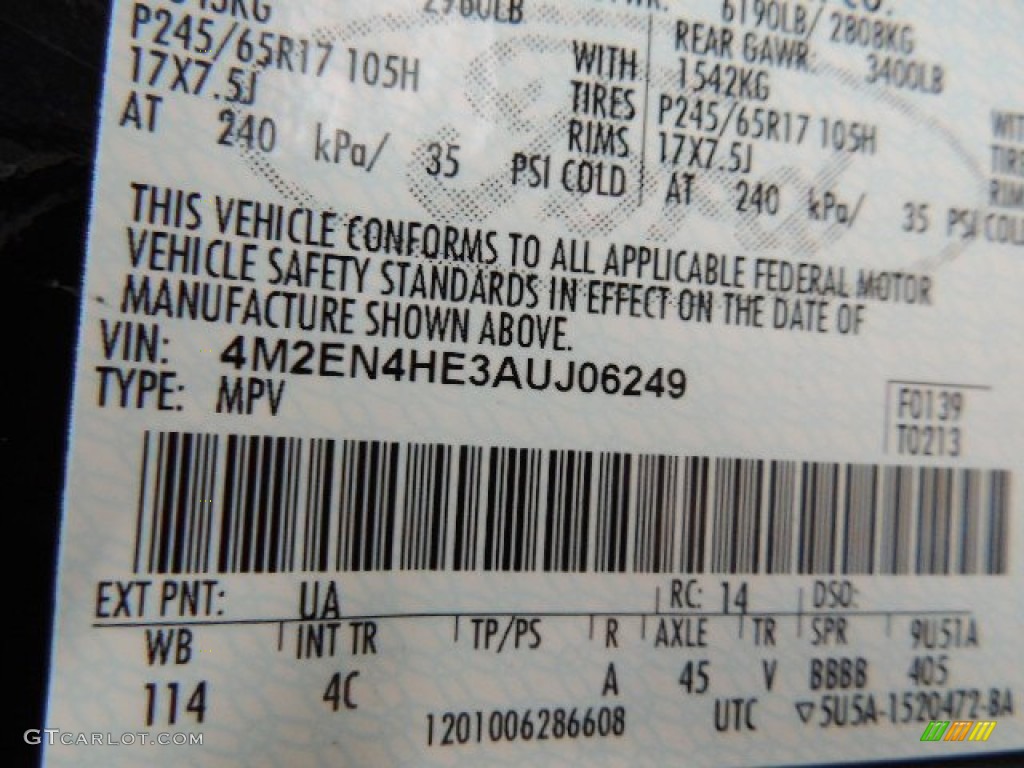 2980LB
6190LB/ 2808KG
P245/65R17 105H
WITH
REAR GAWR:
3400LB
17X7.5J
TIRES
1542KG
AT 240 kPa/ 35 PSI COLD
RIMS
P245/65R17 105H
17X7.5J
AT 240 kPa/ 35 PSI COLD
THIS VEHICLE CONFORMS TO ALL APPLICABLE FEDERAL MOTOR
VEHICLE SAFETY STANDARDS IN EFFECT ON THE DATE OF
MANUFACTURE SHOWN ABOVE.
VIN: 4M2EN4HE3AUJ06249
TYPE: MPV
F0139
T0213
EXT PNT: UA RC: 14 DSO:
WB INT TR TP/PS R AXLE TR SPR 9U51A
114 4C A 45 V BBBB 405
1201006286608 UTC ▽5U5A-1520472-BA
GTCARLOT.COM